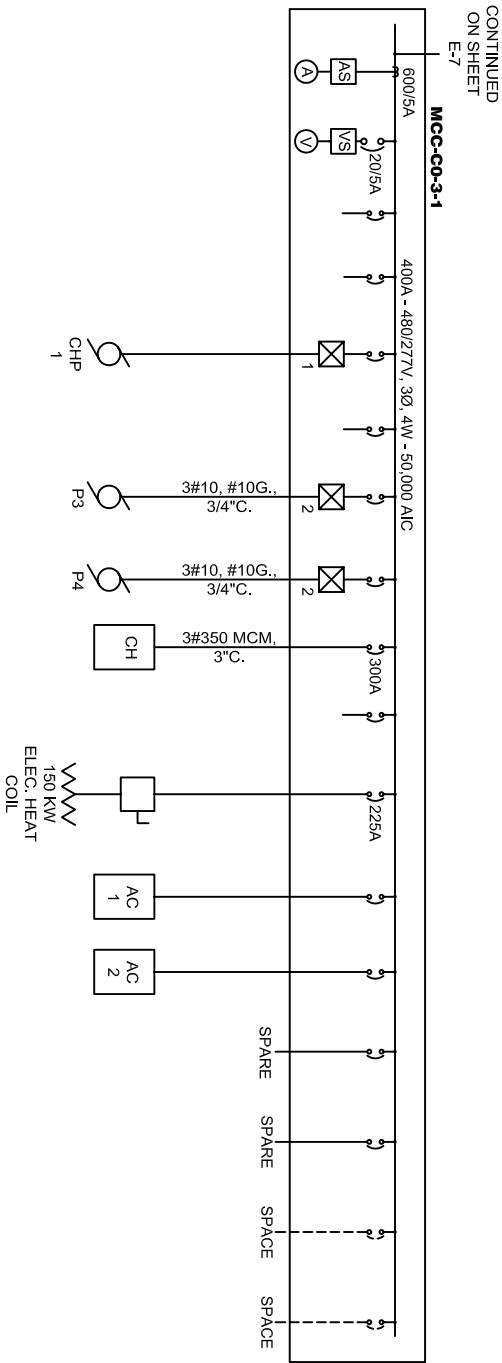 CONTINUED
ON SHEET
E-7
MCC-C0-3-1
400A - 480/277V, 3Ø, 4W - 50,000 AIC
600/5A
AS
A
20/5A
VS
V
1
CHP
1
2
3#10, #10G.,
3/4"C.
P3
2
3#10, #10G.,
3/4"C.
P4
300A
3#350 MCM,
3"C.
CH
225A
150 KW
ELEC. HEAT
COIL
AC
1
AC
2
SPARE
SPARE
SPACE
SPACE